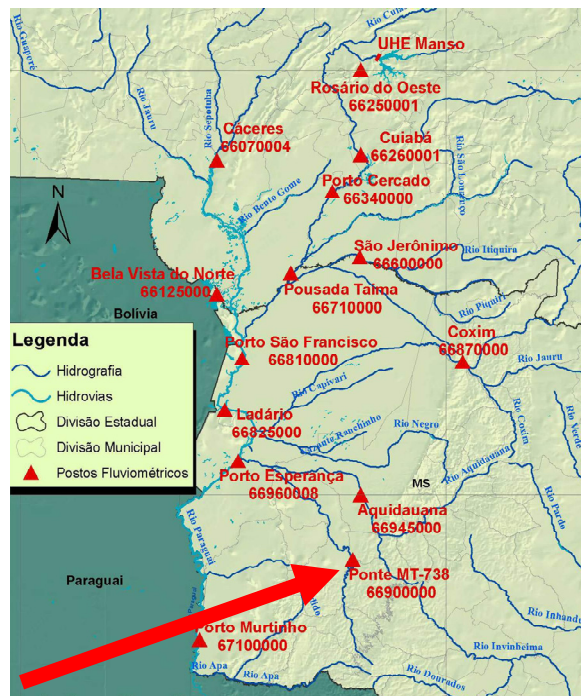 Rio Cuia
UHE Manso
Rio Guaporé
Rosário do Oeste
66250001
Rio Jauru
Rio Sepotuba
Cáceres
66070004
Cuiabá
66260001
Rio São Lourenço
Porto Cercado
66340000
Rio Bento Gome
N
São Jerônimo
66600000
Rio Itiquira
Bela Vista do Norte
66125000
Pousada Taima
66710000
Rio Piquiri
Bolivia
Coxim
66870000
Legenda
Hidrografia
Hidrovias
Divisão Estadual
Divisão Municipal
Postos Fluviométricos
Porto São Francisco
66810000
Rio Jauru
Rio Capivari
Ladário
66825000
Rio Negro
Rio Coxim
Rio Verde
Rio Aquidauana
Porto Esperança
66960008
MS
Aquidauana
66945000
Rio Pardo
Rio Paraguai
Ponte MT-738
66900000
Paraguai
Rio Inhandu
Porto Murtinho
67100000
Rio Invinheima
Rio Apa
Rio Apa
Rio Dourados